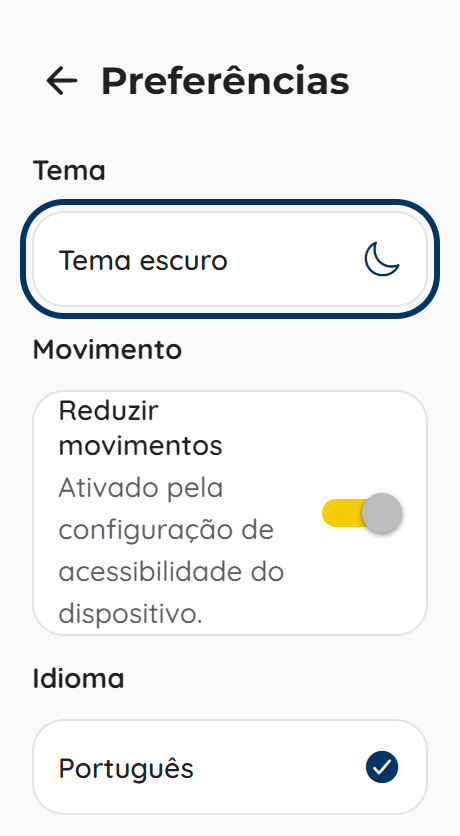 Preferências
Tema
Tema escuro
Movimento
Reduzir
movimentos
Ativado pela
configuração de
acessibilidade do
dispositivo.
Idioma
Português